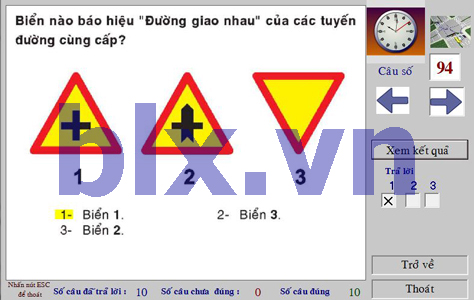 Biển nào báo hiệu "Đường giao nhau" của các tuyến
đường cùng cấp?
1
2
3
blx.vn
1- Biển 1.
2- Biển 3.
3- Biển 2.
Câu số
94
Xem kết quả
Trả lời
1 2 3
Trở về
Thoát
Nhấn nút ESC
để thoát
Số câu đã trả lời : 10
Số câu chưa đúng : 0
Số câu đúng 10